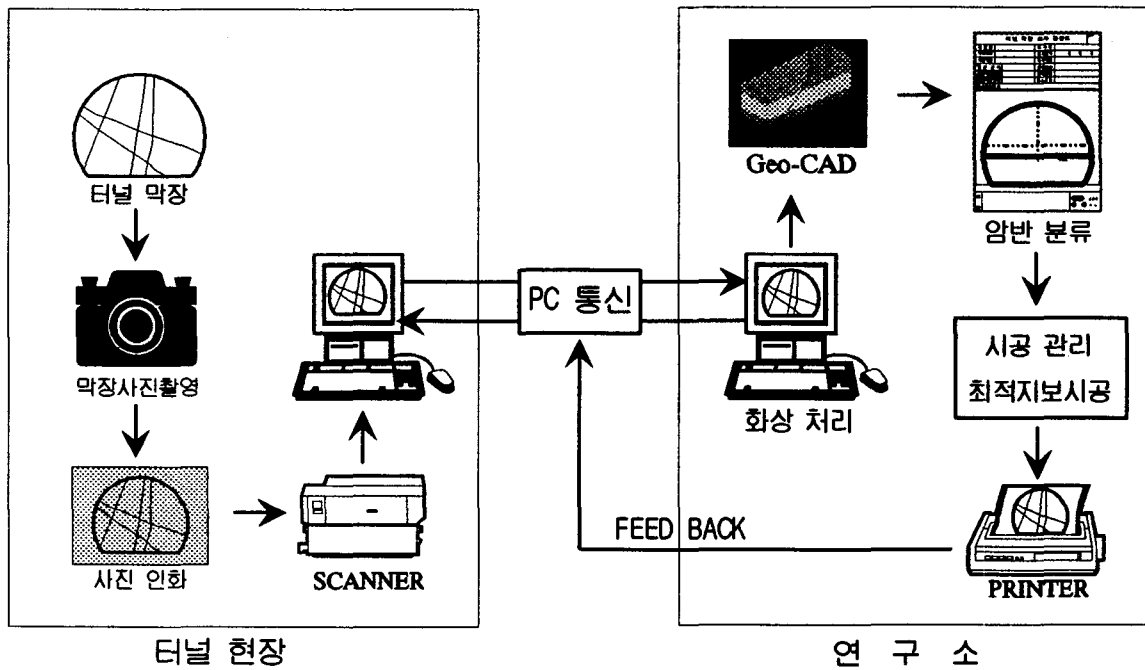 터널 막장
막장사진촬영
사진 인화
SCANNER
터널 현장
PC 통신
FEED BACK
화상 처리
Geo-CAD
암반 분류
시공 관리
최적지보시공
PRINTER
연 구 소